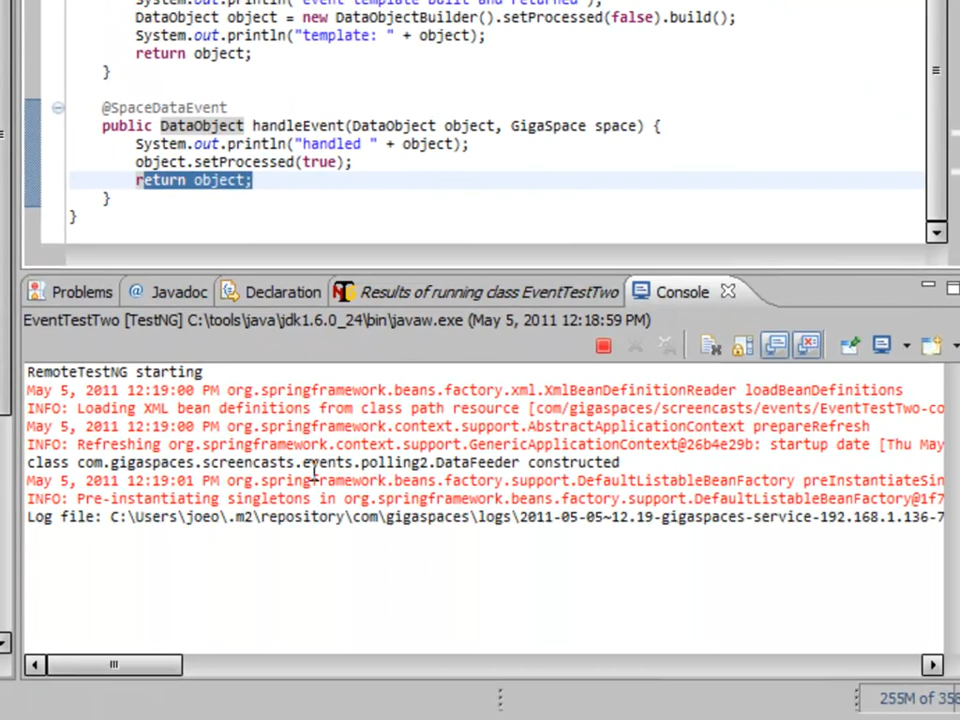 System.out.println("event template built and returned");
DataObject object = new DataObjectBuilder().setProcessed(false).build();
System.out.println("template: " + object);
return object;
}
@SpaceDataEvent
public DataObject handleEvent(DataObject object, GigaSpace space) {
System.out.println("handled " + object);
object.setProcessed(true);
return object;
}
}
Problems @ Javadoc Declaration Results of running class EventTestTwo Console
EventTestTwo [TestNG] C:\tools\java\jdk1.6.0_24\bin\javaw.exe (May 5, 2011 12:18:59 PM)
RemoteTestNG starting
May 5, 2011 12:19:00 PM org.springframework.beans.factory.xml.XmlBeanDefinitionReader loadBeanDefinitions
INFO: Loading XML bean definitions from class path resource [com/gigaspaces/screencasts/events/EventTestTwo-co
May 5, 2011 12:19:00 PM org.springframework.context.support.AbstractApplicationContext prepareRefresh
INFO: Refreshing org.springframework.context.support.GenericApplicationContext@26b4e29b: startup date [Thu May
class com.gigaspaces.screencasts.events.polling2.DataFeeder constructed
May 5, 2011 12:19:01 PM org.springframework.beans.factory.support.DefaultListableBeanFactory preInstantiateSin
INFO: Pre-instantiating singletons in org.springframework.beans.factory.support.DefaultListableBeanFactory@1f7
Log file: C:\Users\joeo\.m2\repository\com\gigaspaces\logs\2011-05-05~12.19-gigaspaces-service-192.168.1.136-7
255M of 358